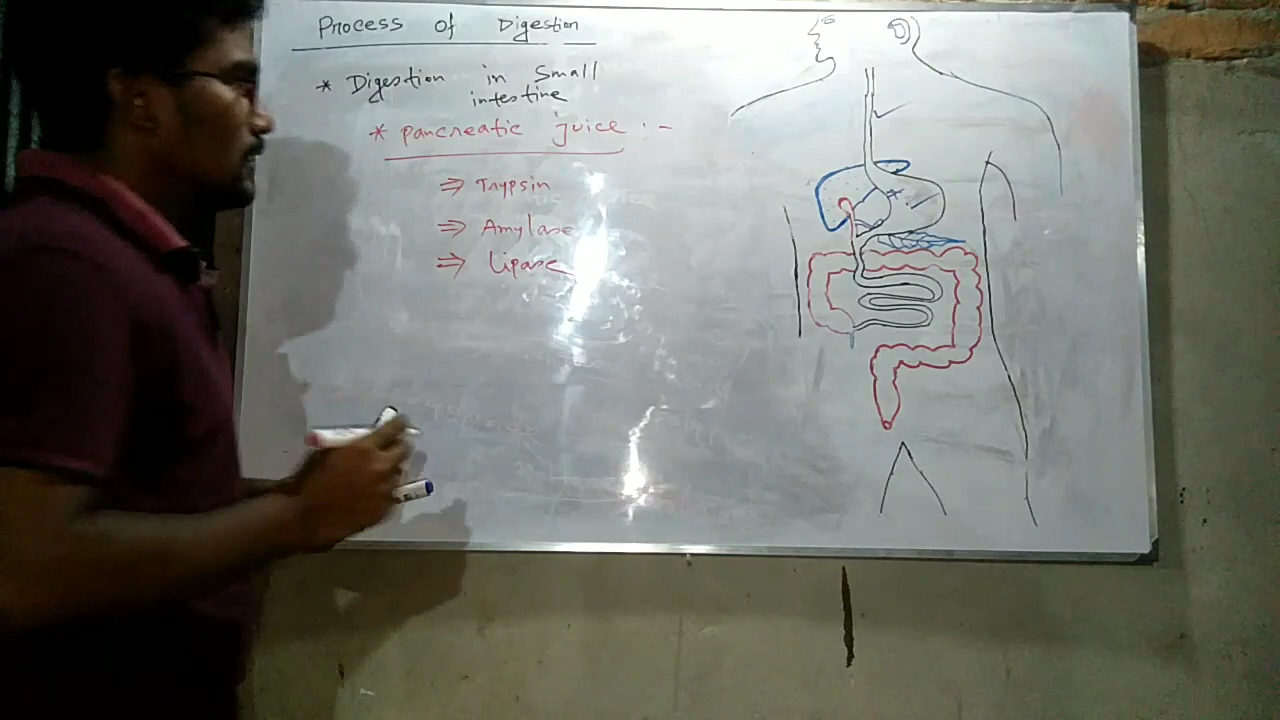 Process of Digestion
* Digestion in Small
intestine
* pancreatic juice :-
⇒ Trypsin
⇒ Amylase
⇒ Lipase